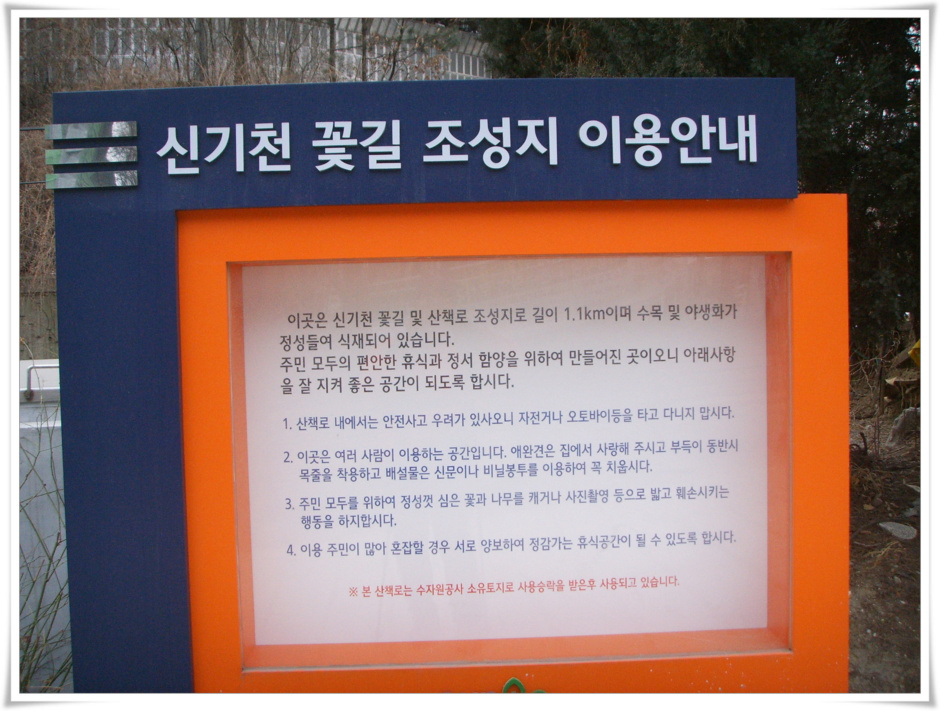 신기천 꽃길 조성지 이용안내
이곳은 신기천 꽃길 및 산책로 조성지로 길이 1.1km이며 수목 및 야생화가
정성들여 식재되어 있습니다.
주민 모두의 편안한 휴식과 정서 함양을 위하여 만들어진 곳이오니 아래사항
을 잘 지켜 좋은 공간이 되도록 합시다.
1. 산책로 내에서는 안전사고 우려가 있사오니 자전거나 오토바이등을 타고 다니지 맙시다.
2. 이곳은 여러 사람이 이용하는 공간입니다. 애완견은 집에서 사랑해 주시고 부득이 동반시
목줄을 착용하고 배설물은 신문이나 비닐봉투를 이용하여 꼭 치웁시다.
3. 주민 모두를 위하여 정성껏 심은 꽃과 나무를 캐거나 사진촬영 등으로 밟고 훼손시키는
행동을 하지합시다.
4. 이용 주민이 많아 혼잡할 경우 서로 양보하여 정감가는 휴식공간이 될 수 있도록 합시다.
※ 본 산책로는 수자원공사 소유토지로 사용승락을 받은후 사용되고 있습니다.